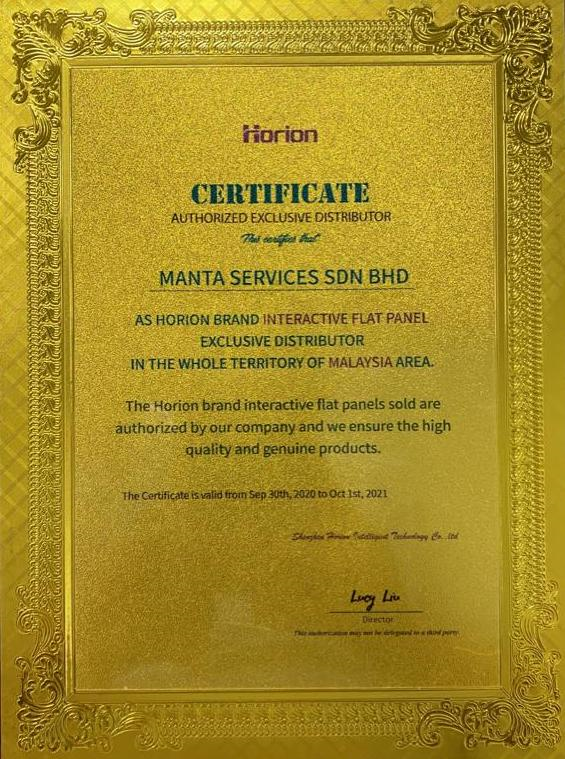 Horion
CERTIFICATE
AUTHORIZED EXCLUSIVE DISTRIBUTOR
This certifies that
MANTA SERVICES SDN BHD
AS HORION BRAND INTERACTIVE FLAT PANEL
EXCLUSIVE DISTRIBUTOR
IN THE WHOLE TERRITORY OF MALAYSIA AREA.
The Horion brand interactive flat panels sold are
authorized by our company and we ensure the high
quality and genuine products.
The Certificate is valid from Sep 30th, 2020 to Oct 1st, 2021
Shenzhen Horion Intelligent Technology Co.,ltd
Lucy Liu
Director
This authorization may not be delegated to a third party.